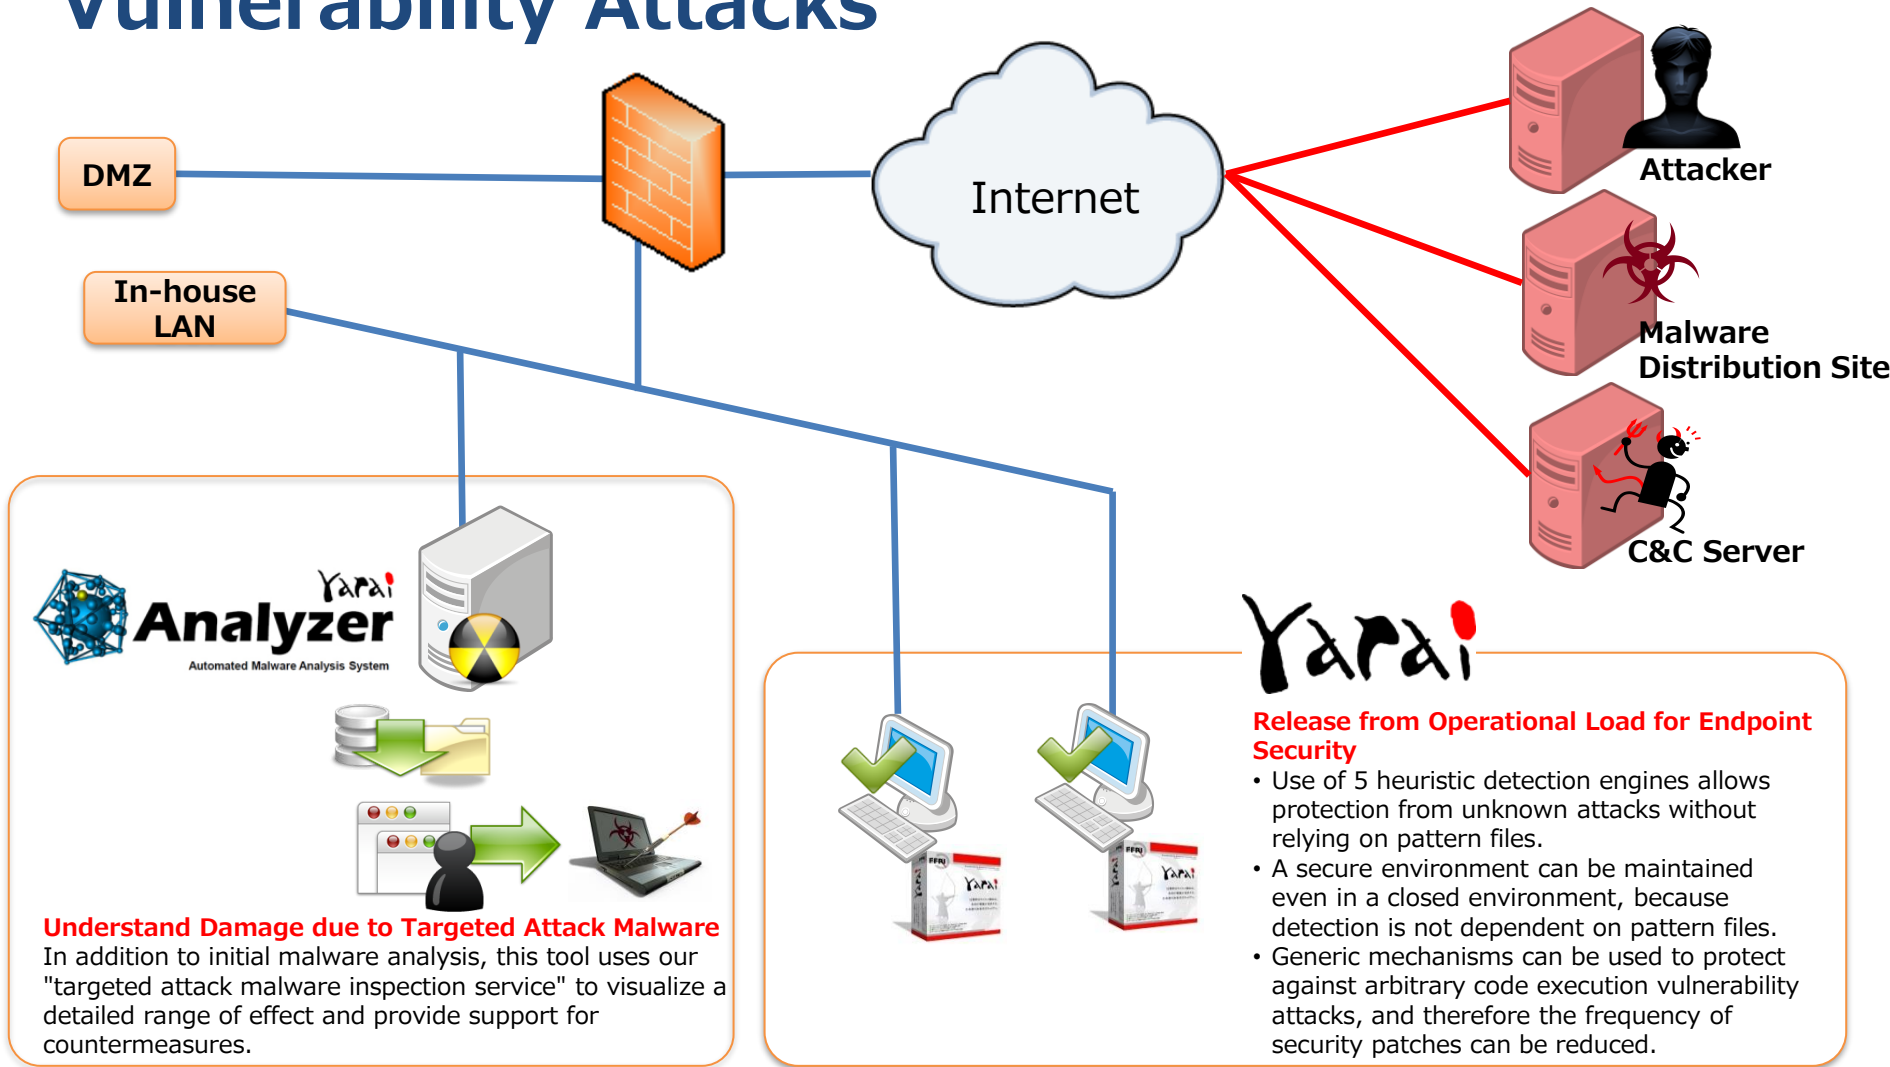 Vulnerability Attacks
DMZ
Internet
Attacker
In-house
LAN
Malware
Distribution Site
C&C Server
Yarai
Analyzer
Automated Malware Analysis System
Yarai
Release from Operational Load for Endpoint
Security
• Use of 5 heuristic detection engines allows
protection from unknown attacks without
relying on pattern files.
• A secure environment can be maintained
even in a closed environment, because
detection is not dependent on pattern files.
• Generic mechanisms can be used to protect
against arbitrary code execution vulnerability
attacks, and therefore the frequency of
security patches can be reduced.
FFRI
Yarai
FFRI
Yarai
Understand Damage due to Targeted Attack Malware
In addition to initial malware analysis, this tool uses our
"targeted attack malware inspection service" to visualize a
detailed range of effect and provide support for
countermeasures.